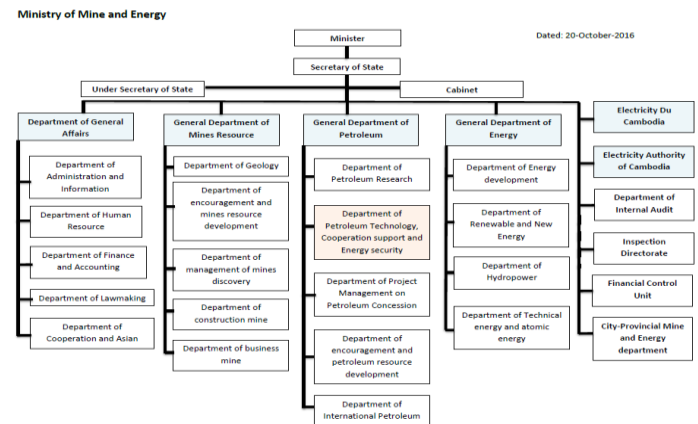 Ministry of Mine and Energy
Dated: 20-October-2016
Minister
Secretary of State
Under Secretary of State
Cabinet
Department of General
Affairs
Department of
Administration and
Information
Department of Human
Resource
Department of Finance
and Accounting
Department of Lawmaking
Department of
Cooperation and Asian
General Department of
Mines Resource
Department of Geology
Department of
encouragement and
mines resource
development
Department of
management of mines
discovery
Department of
construction mine
Department of business
mine
General Department of
Petroleum
Department of
Petroleum Research
Department of
Petroleum Technology,
Cooperation support and
Energy security
Department of Project
Management on
Petroleum Concession
Department of
encouragement and
petroleum resource
development
Department of
International Petroleum
General Department of
Energy
Department of Energy
development
Department of
Renewable and New
Energy
Department of
Hydropower
Department of Technical
energy and atomic
energy
Electricity Du
Cambodia
Electricity Authority
of Cambodia
Department of
Internal Audit
Inspection
Directorate
Financial Control
Unit
City-Provincial Mine
and Energy
department